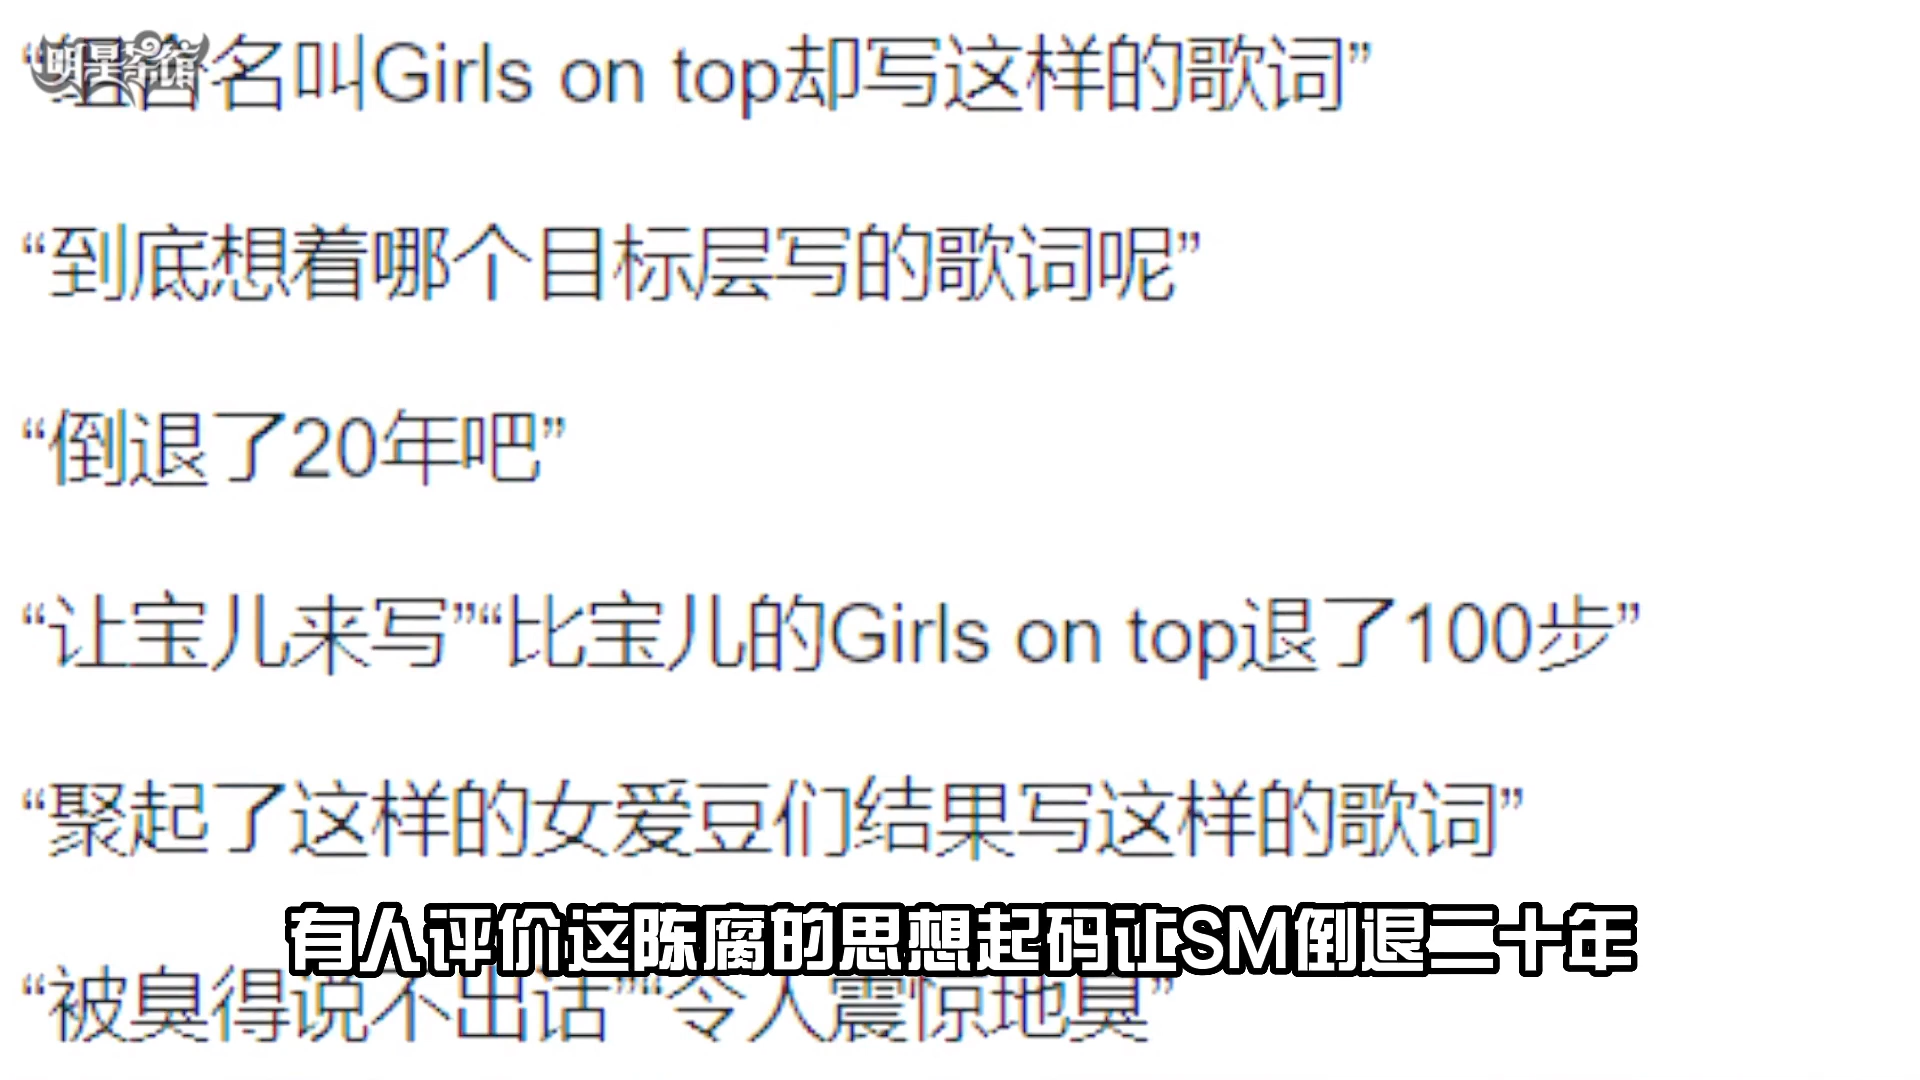 明星茶馆
“组合名叫Girls on top却写这样的歌词”
“到底想着哪个目标层写的歌词呢”
“倒退了20年吧”
“让宝儿来写”“比宝儿的Girls on top退了100步”
“聚起了这样的女爱豆们结果写这样的歌词”
有人评价这陈腐的思想起码让SM倒退二十年
“被臭得说不出话”“令人震惊地臭”